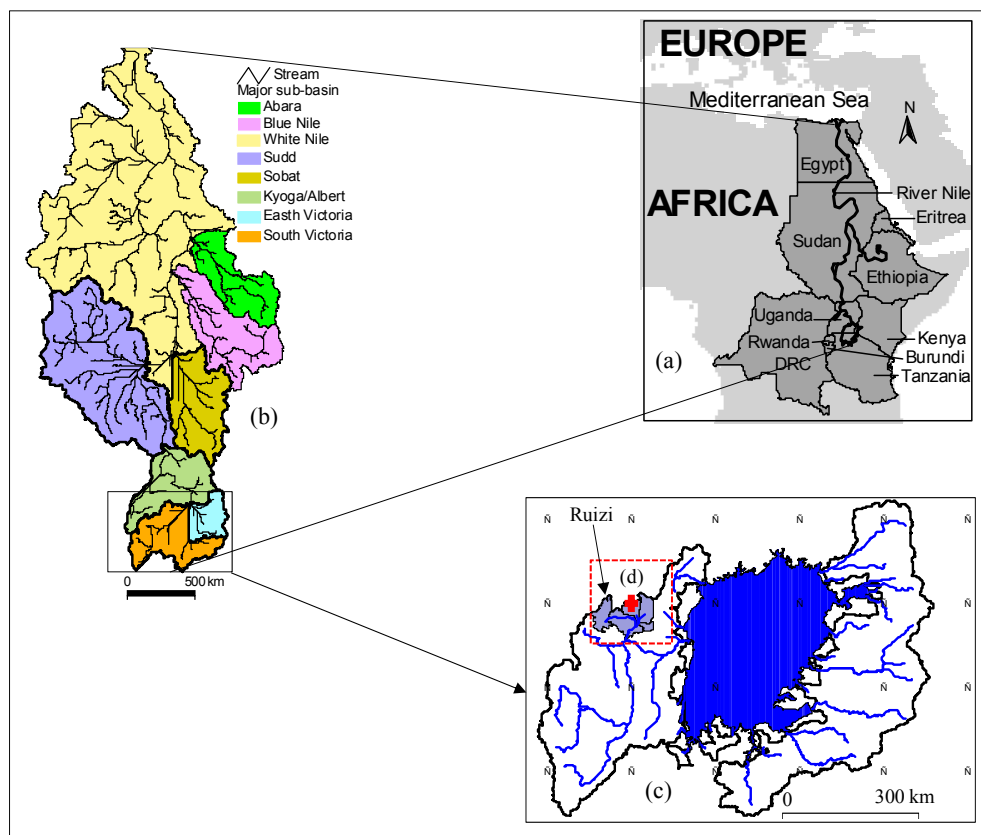 Stream
Major sub-basin
Abara
Blue Nile
White Nile
Sudd
Sobat
Kyoga/Albert
Easth Victoria
South Victoria
(b)
0 500 km
EUROPE
Mediterranean Sea
N
Egypt
AFRICA
River Nile
Eritrea
Sudan
Ethiopia
Uganda
Kenya
Rwanda
(a)
Burundi
DRC
Tanzania
Ruizi
Ñ Ñ Ñ Ñ Ñ Ñ
(d)
Ñ Ñ Ñ Ñ Ñ
Ñ Ñ Ñ Ñ
Ñ Ñ Ñ Ñ Ñ Ñ
(c)
0 300 km